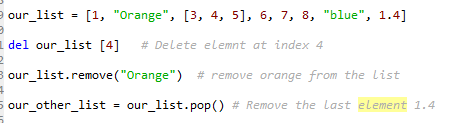 our_list = [1, "Orange", [3, 4, 5], 6, 7, 8, "blue", 1.4]
del our_list [4]   # Delete elemnt at index 4
our_list.remove("Orange")  # remove orange from the list
our_other_list = our_list.pop() # Remove the last element 1.4